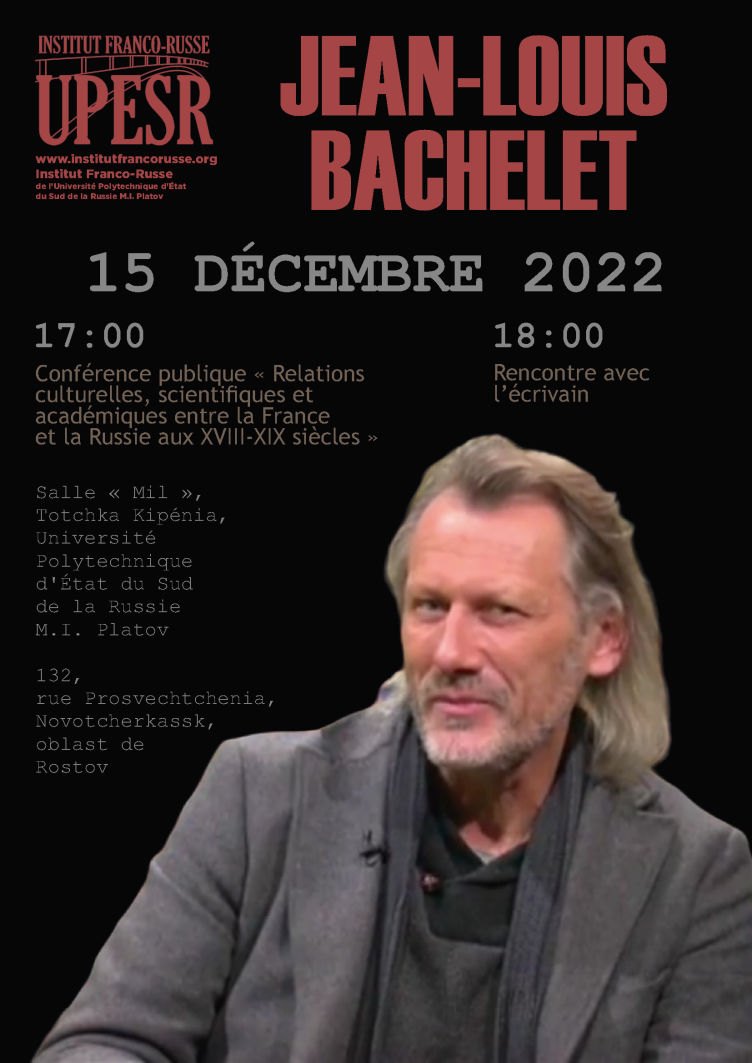 INSTITUT FRANCO-RUSSE
UPESR
www.institutfrancorusse.org
Institut Franco-Russe
de l'Université Polytechnique d'État
du Sud de la Russie M.I. Platov
JEAN-LOUIS
BACHELET
15 DÉCEMBRE 2022
17:00
Conférence publique « Relations
culturelles, scientifiques et
académiques entre la France
et la Russie aux XVIII-XIX siècles »
18:00
Rencontre avec
l'écrivain
Salle « Mil »,
Totchka Kipénia,
Université
Polytechnique
d'État du Sud
de la Russie
M.I. Platov
132,
rue Prosvechtchenia,
Novotcherkassk,
oblast de
Rostov